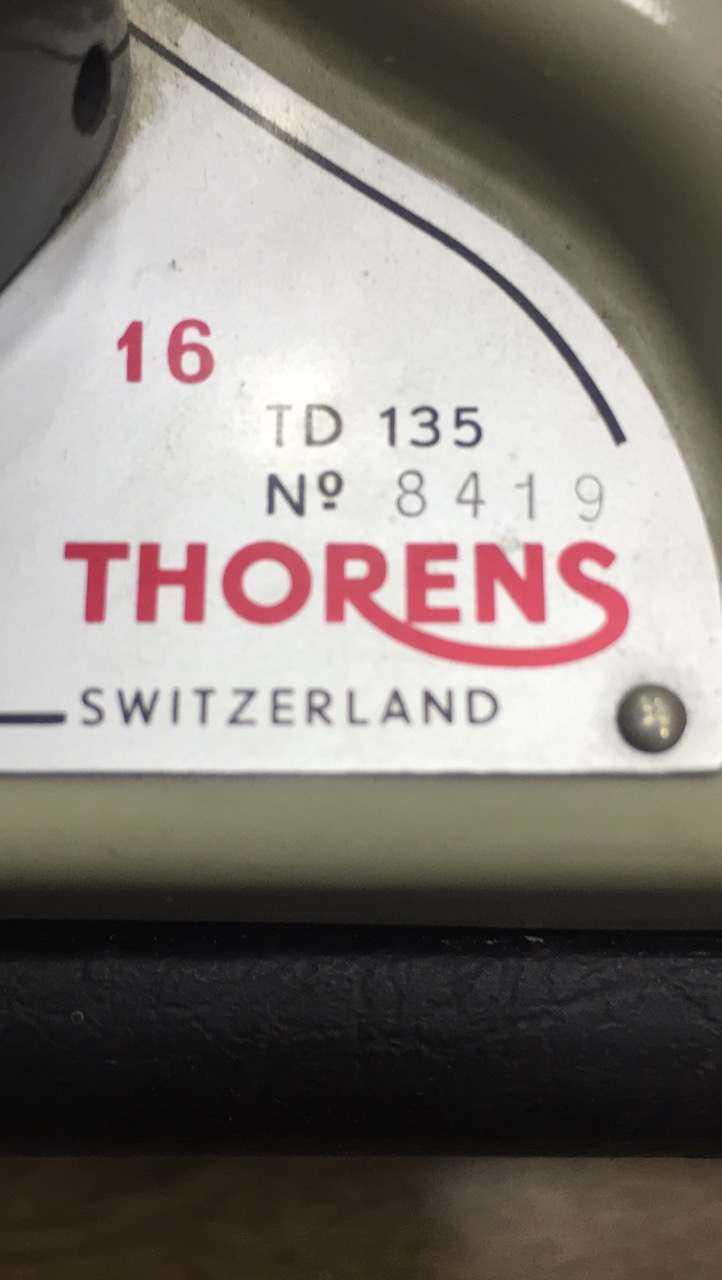 16
TD 135
Nº 8419
THORENS
SWITZERLAND